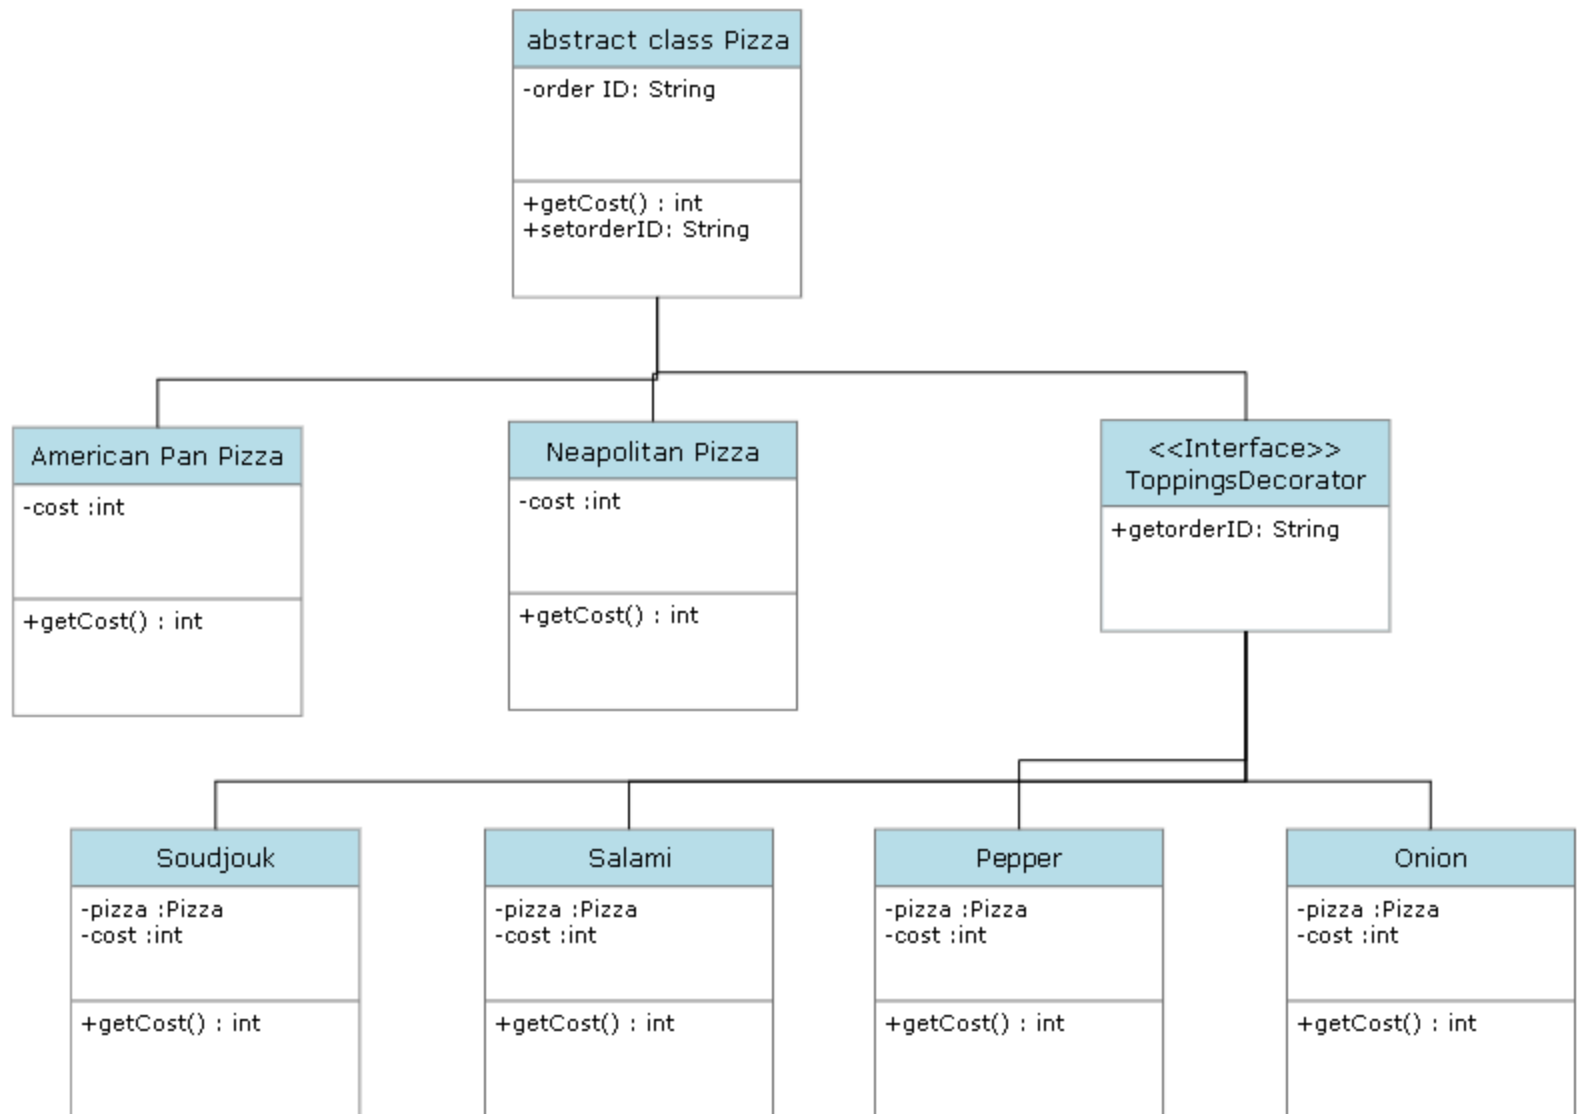 abstract class Pizza
-order ID: String
+getCost() : int
+setorderID: String
American Pan Pizza
-cost :int
+getCost() : int
Neapolitan Pizza
-cost :int
+getCost() : int
<<Interface>>
ToppingsDecorator
+getorderID: String
Soudjouk
-pizza :Pizza
-cost :int
+getCost() : int
Salami
-pizza :Pizza
-cost :int
+getCost() : int
Pepper
-pizza :Pizza
-cost :int
+getCost() : int
Onion
-pizza :Pizza
-cost :int
+getCost() : int